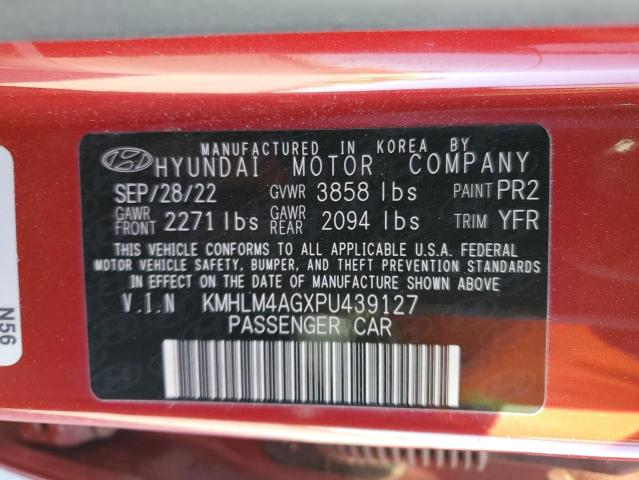 MANUFACTURED IN KOREA BY
HYUNDAI MOTOR COMPANY
SEP/28/22 GVWR 3858 lbs PAINT PR2
GAWR FRONT 2271 lbs GAWR REAR 2094 lbs TRIM YFR
THIS VEHICLE CONFORMS TO ALL APPLICABLE U.S.A. FEDERAL
MOTOR VEHICLE SAFETY, BUMPER, AND THEFT PREVENTION STANDARDS
IN EFFECT ON THE DATE OF MANUFACTURE SHOWN ABOVE
V.I.N KMHLM4AGXPU439127
PASSENGER CAR
N56